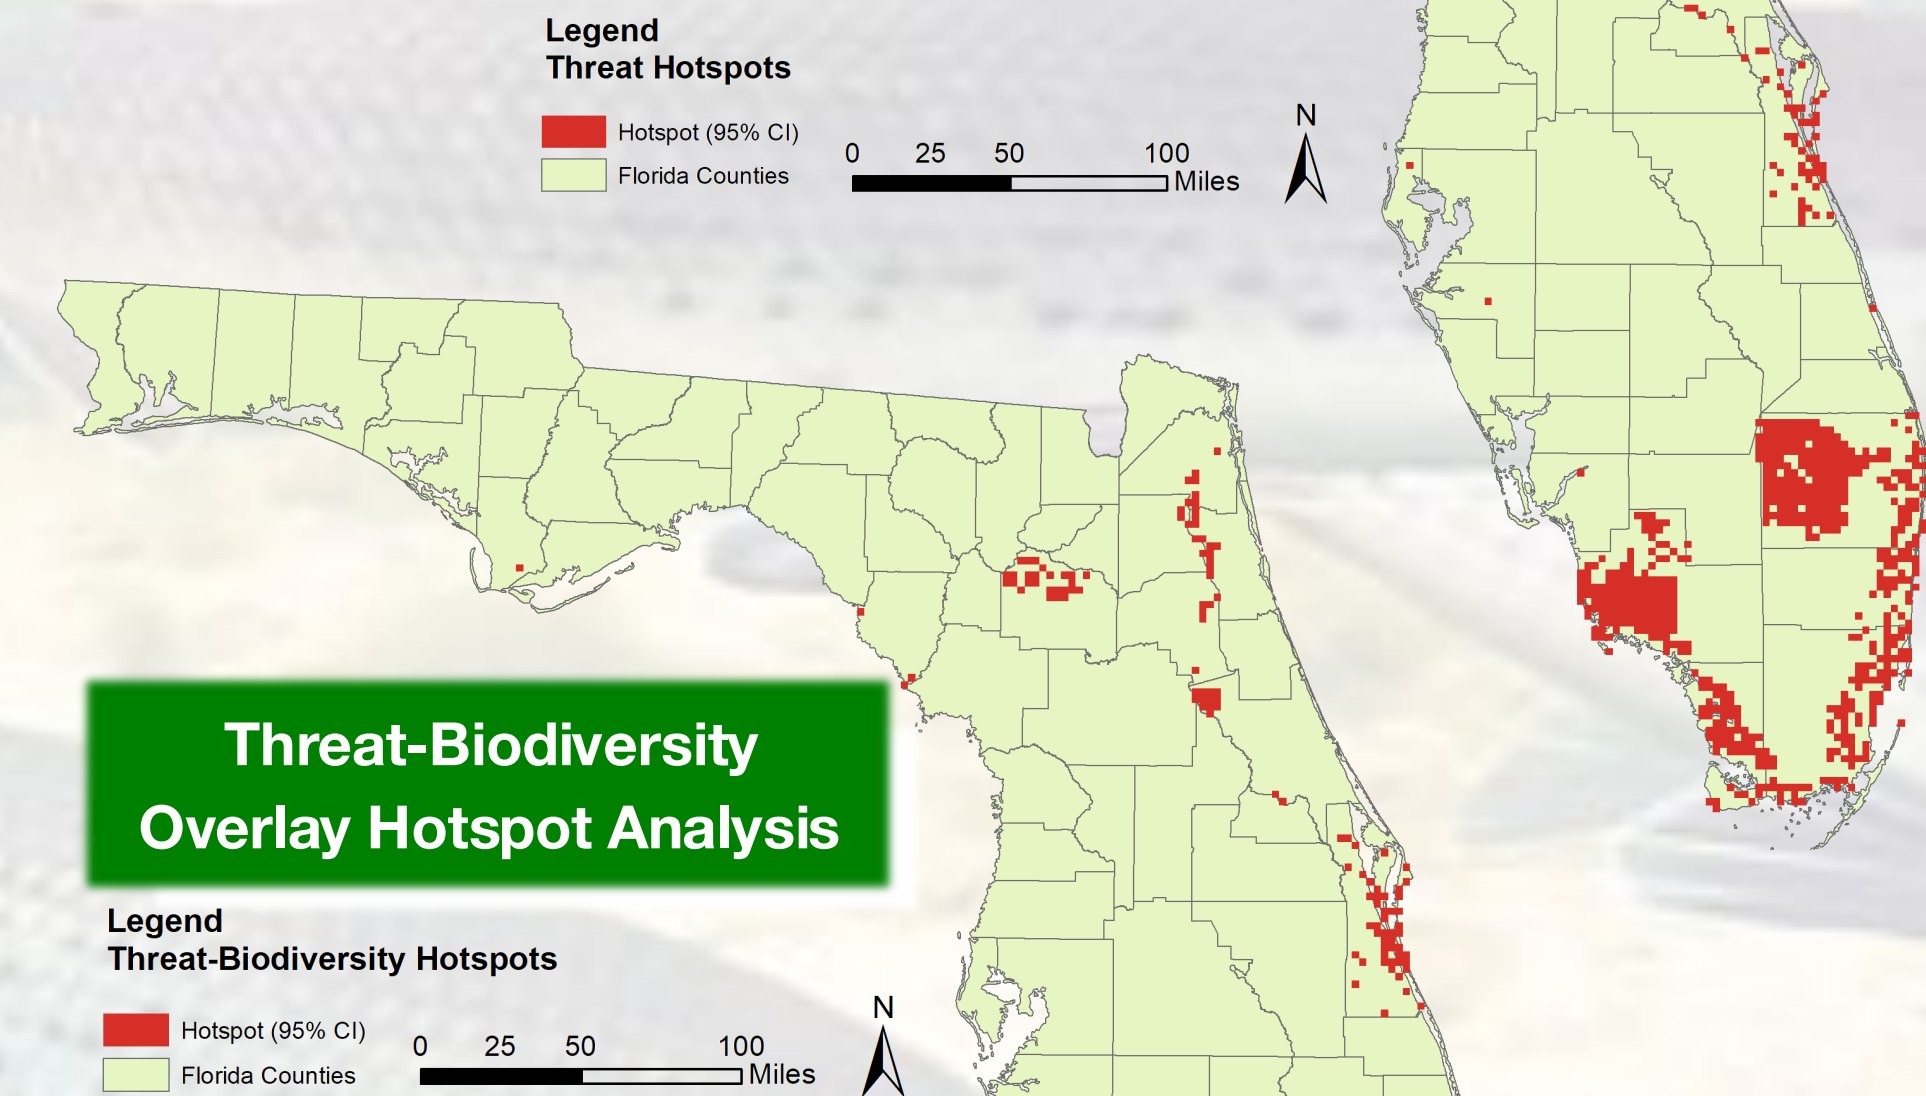 Legend
Threat Hotspots
Hotspot (95% CI)
Florida Counties
0 25 50 100
Miles
N
Threat-Biodiversity
Overlay Hotspot Analysis
Legend
Threat-Biodiversity Hotspots
Hotspot (95% CI)
Florida Counties
0 25 50 100
Miles
N